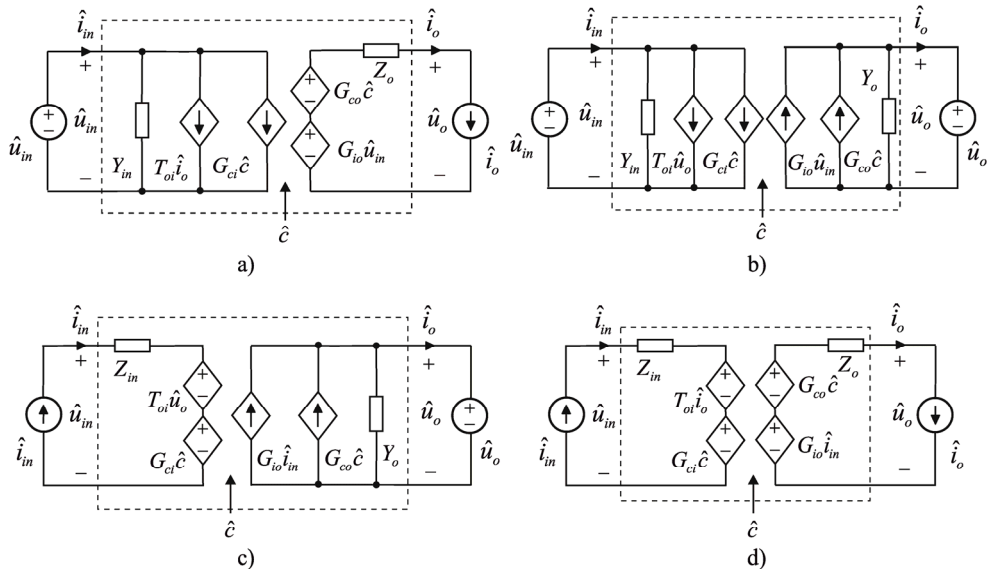 î_in î_o î_in î_o
+ Z_o + + Y_o +
+ − G_co ĉ + −
û_in Y_in T_oi î_o G_ci ĉ û_o û_in û_o
û_in + − G_io û_in î_o û_in Y_in T_oi û_o G_ci ĉ G_io û_in G_co ĉ û_o
− − − −
ĉ ĉ
a) b)
î_in î_o î_in î_o
+ Z_in + + Z_in Z_o +
T_oi û_o + − T_oi î_o + − + − G_co ĉ
û_in û_o + − û_in û_o
î_in G_ci ĉ + − G_io î_in G_co ĉ Y_o û_o î_in G_ci ĉ + − + − G_io î_in î_o
− − − −
ĉ ĉ
c) d)